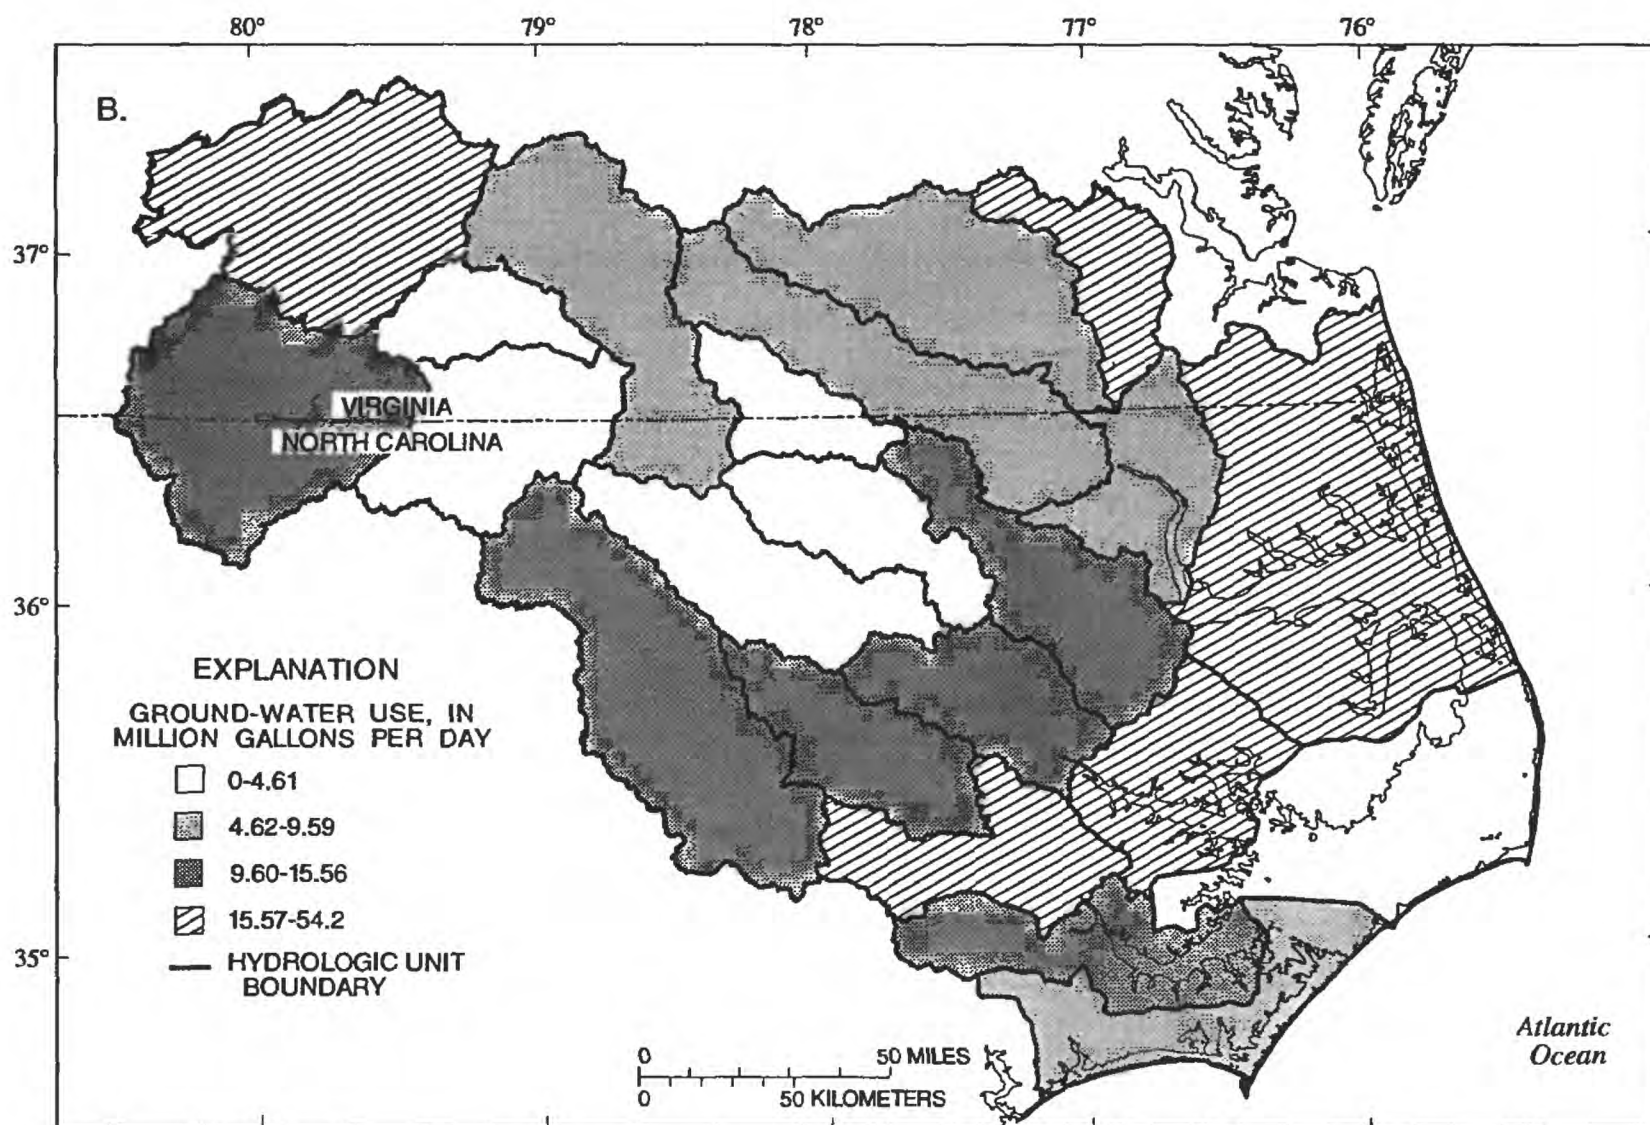 80° 79° 78° 77° 76°
B.
37°
VIRGINIA
NORTH CAROLINA
36°
EXPLANATION
GROUND-WATER USE, IN
MILLION GALLONS PER DAY
0-4.61
4.62-9.59
9.60-15.56
15.57-54.2
HYDROLOGIC UNIT
BOUNDARY
35°
Atlantic
Ocean
0 50 MILES
0 50 KILOMETERS